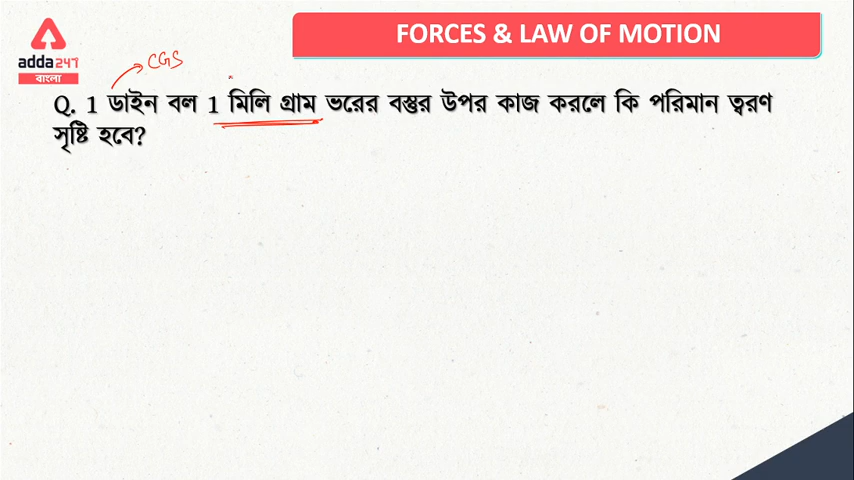 FORCES & LAW OF MOTION
adda247
বাংলা
CGS
Q. 1 ডাইন বল 1 মিলি গ্রাম ভরের বস্তুর উপর কাজ করলে কি পরিমান ত্বরণ
সৃষ্টি হবে?